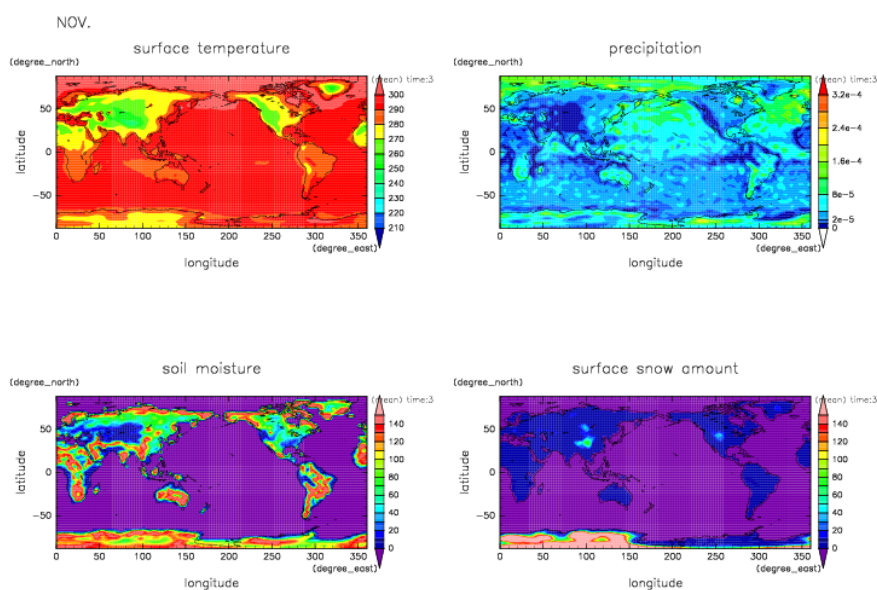 NOV.
surface temperature
(degree_north)
(mean) time:3
50
0
−50
latitude
0 50 100 150 200 250 300 350
(degree_east)
longitude
300
290
280
270
260
250
240
230
220
210
precipitation
(degree_north)
(mean) time:3
50
0
−50
latitude
0 50 100 150 200 250 300 350
(degree_east)
longitude
3.2e−4
2.4e−4
1.6e−4
8e−5
2e−5
0
soil moisture
(degree_north)
(mean) time:3
50
0
−50
latitude
0 50 100 150 200 250 300 350
(degree_east)
longitude
140
120
100
80
60
40
20
0
surface snow amount
(degree_north)
(mean) time:3
50
0
−50
latitude
0 50 100 150 200 250 300 350
(degree_east)
longitude
140
120
100
80
60
40
20
0